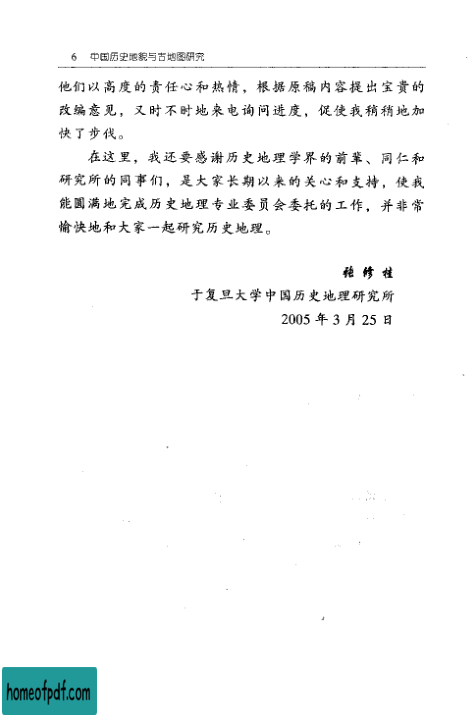 6 中国历史地貌与古地图研究
他们以高度的责任心和热情，根据原稿内容提出宝贵的
改编意见，又时不时地来电询问进度，促使我稍稍地加
快了步伐。
在这里，我还要感谢历史地理学界的前辈、同仁和
研究所的同事们，是大家长期以来的关心和支持，使我
能圆满地完成历史地理专业委员会委托的工作，并非常
愉快地和大家一起研究历史地理。
张修桂
于复旦大学中国历史地理研究所
2005 年 3 月 25 日
homeofpdf.com